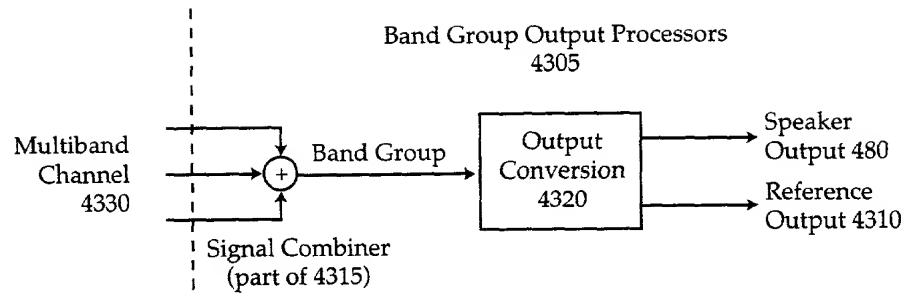 Band Group Output Processors
4305
Multiband
Channel
4330
+
Band Group
Output
Conversion
4320
Speaker
Output 480
Reference
Output 4310
Signal Combiner
(part of 4315)